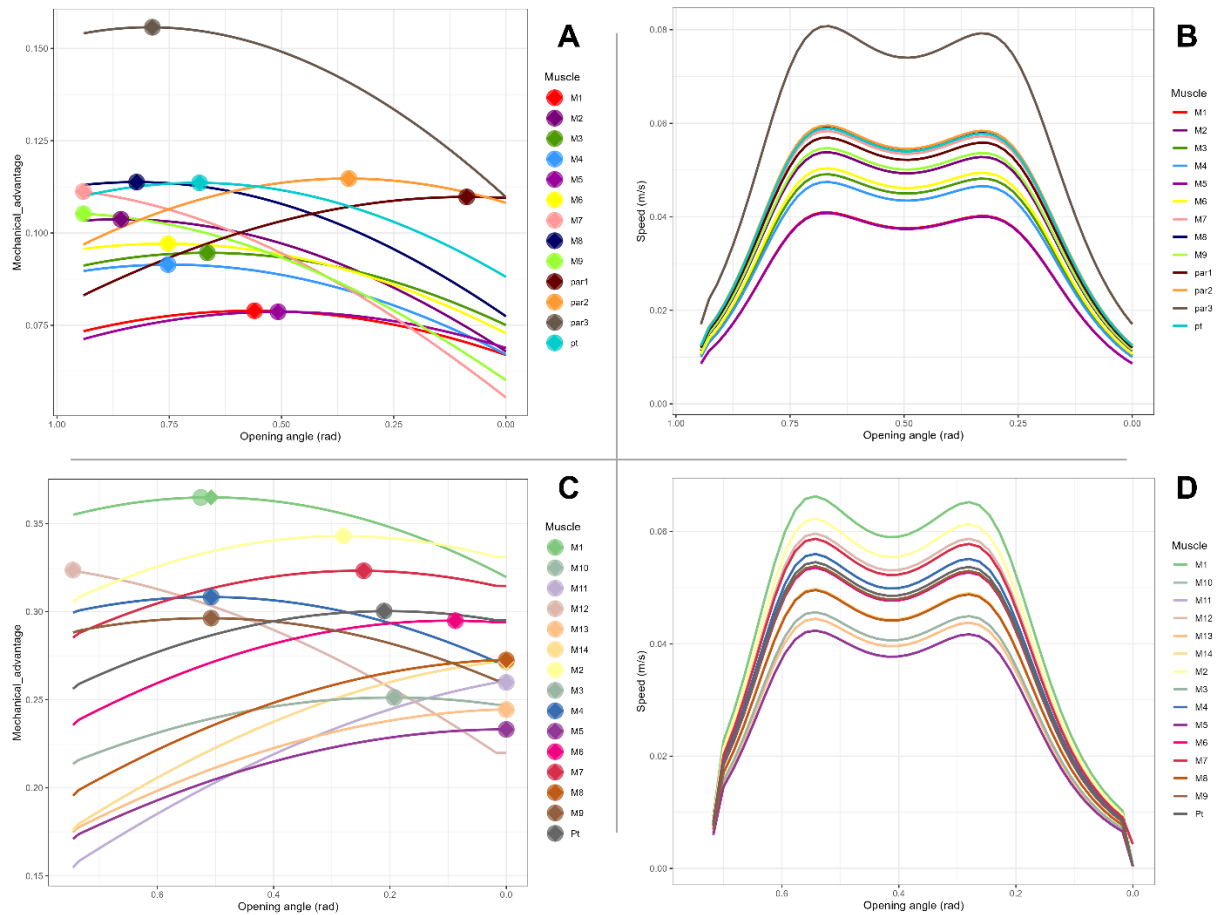 A
Mechanical_advantage
0.150
0.125
0.100
0.075
1.00 0.75 0.50 0.25 0.00
Opening angle (rad)
Muscle
M1
M2
M3
M4
M5
M6
M7
M8
M9
par1
par2
par3
pt
B
Speed (m/s)
0.08
0.06
0.04
0.02
0.00
1.00 0.75 0.50 0.25 0.00
Opening angle (rad)
Muscle
M1
M2
M3
M4
M5
M6
M7
M8
M9
par1
par2
par3
pt
C
Mechanical_advantage
0.35
0.30
0.25
0.20
0.15
0.6 0.4 0.2 0.0
Opening angle (rad)
Muscle
M1
M10
M11
M12
M13
M14
M2
M3
M4
M5
M6
M7
M8
M9
Pt
D
Speed (m/s)
0.08
0.06
0.04
0.02
0.00
0.6 0.4 0.2 0.0
Opening angle (rad)
Muscle
M1
M10
M11
M12
M13
M14
M2
M3
M4
M5
M6
M7
M8
M9
Pt